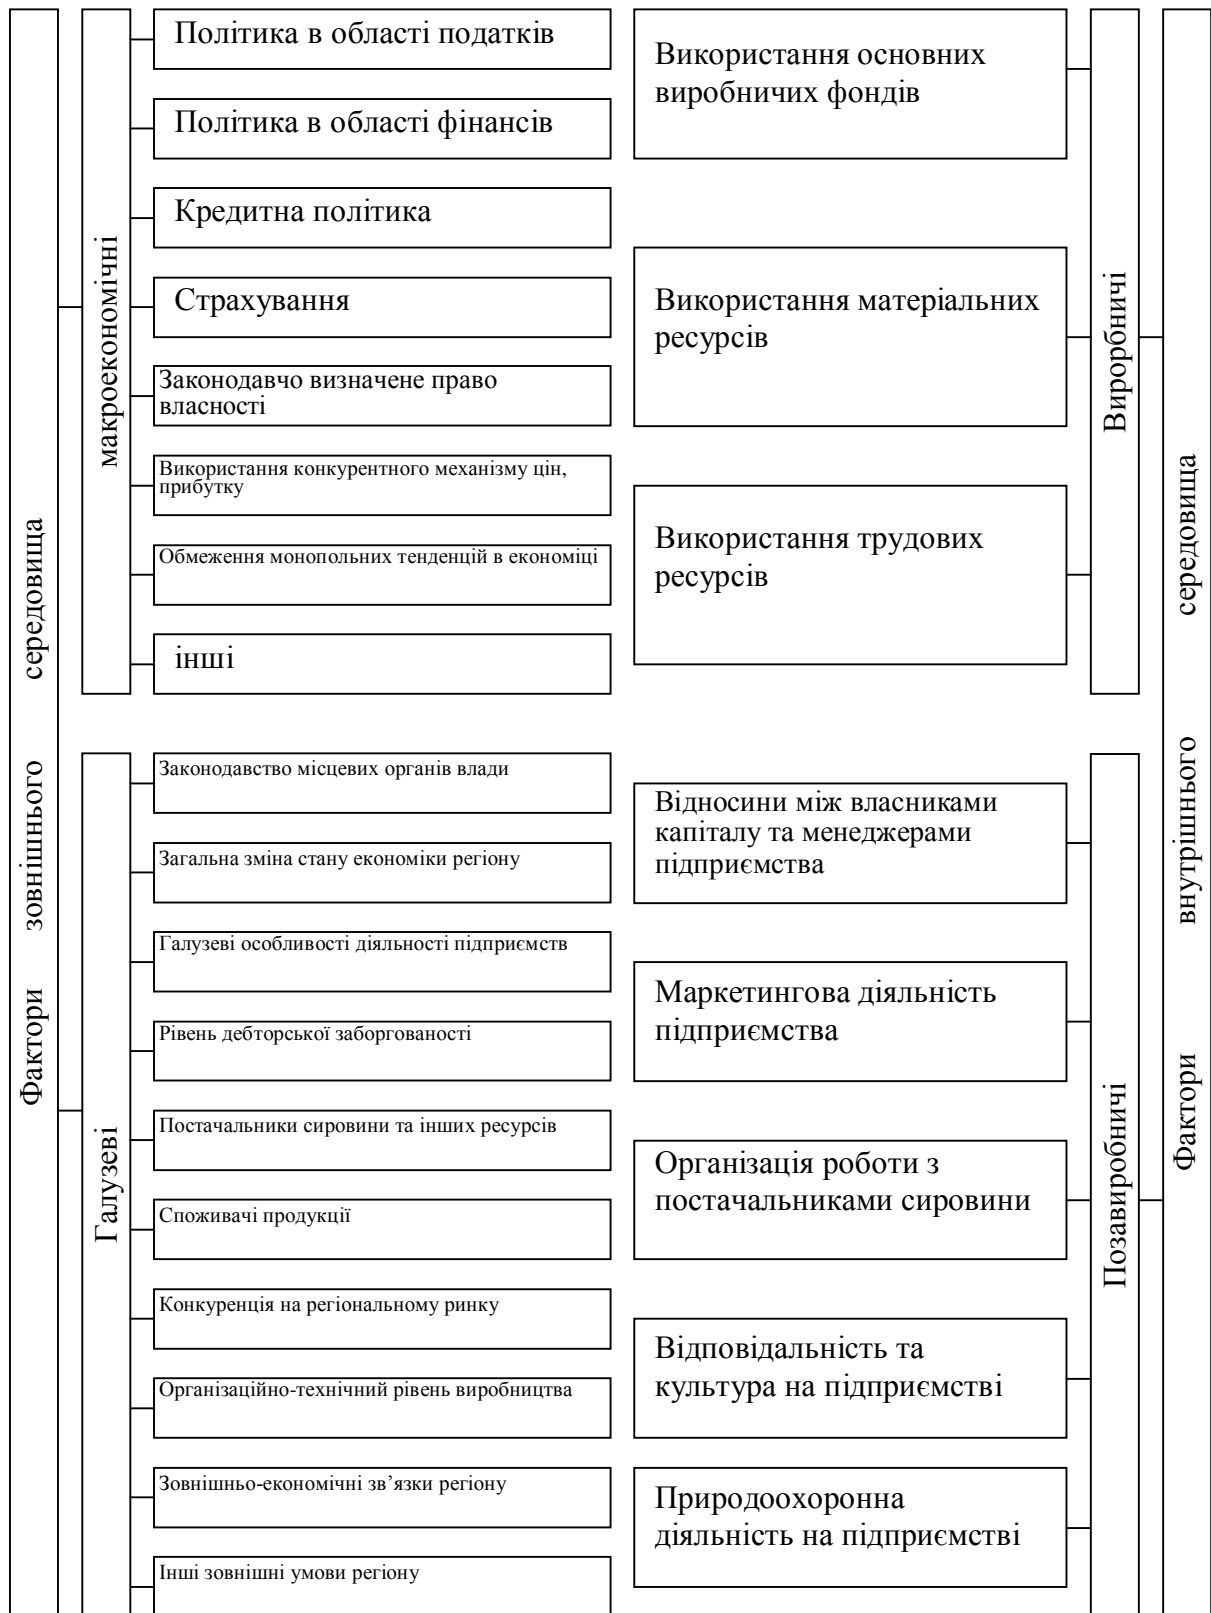 Фактори зовнішнього середовища
макроекономічні
Політика в області податків
Політика в області фінансів
Кредитна політика
Страхування
Законодавчо визначене право
власності
Використання конкурентного механізму цін,
прибутку
Обмеження монопольних тенденцій в економіці
інші
Галузеві
Законодавство місцевих органів влади
Загальна зміна стану економіки регіону
Галузеві особливості діяльності підприємств
Рівень дебторської заборгованості
Постачальники сировини та інших ресурсів
Споживачі продукції
Конкуренція на регіональному ринку
Організаційно-технічний рівень виробництва
Зовнішньо-економічні зв’язки регіону
Інші зовнішні умови регіону
Використання основних
виробничих фондів
Використання матеріальних
ресурсів
Використання трудових
ресурсів
Вирорбничі
Відносини між власниками
капіталу та менеджерами
підприємства
Маркетингова діяльність
підприємства
Організація роботи з
постачальниками сировини
Відповідальність та
культура на підприємстві
Природоохоронна
діяльність на підприємстві
Позавиробничі
Фактори внутрішнього середовища